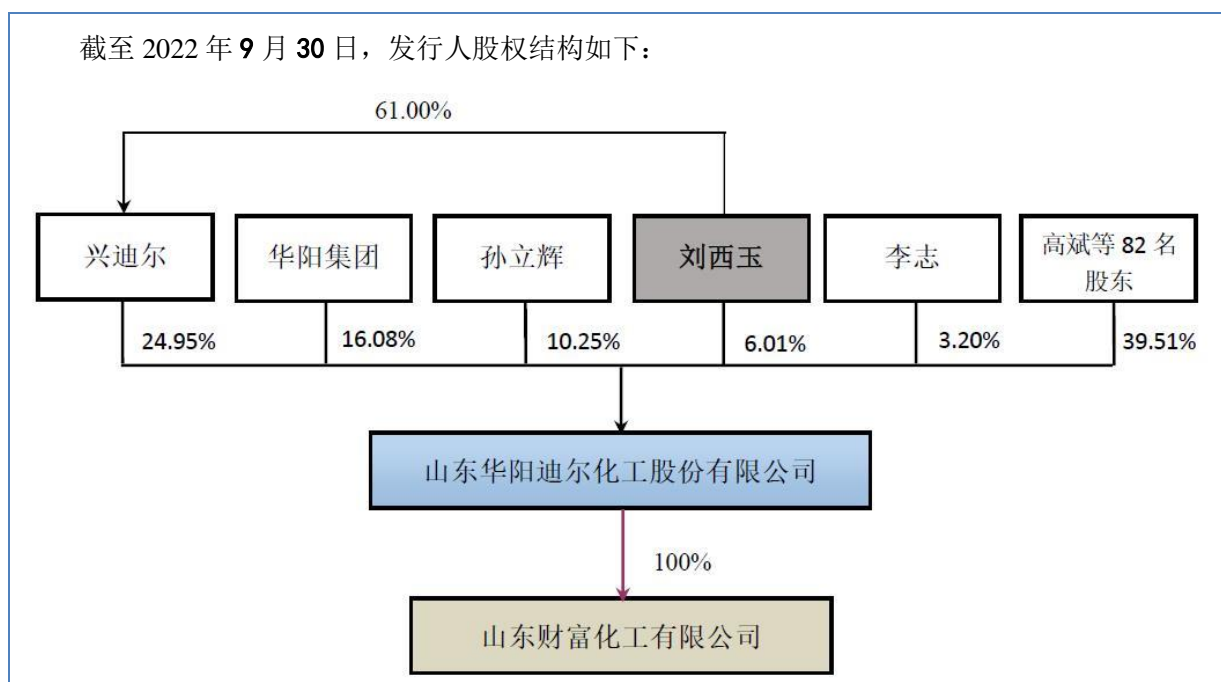 截至 2022 年 9 月 30 日，发行人股权结构如下：
61.00%
兴迪尔
华阳集团
孙立辉
刘西玉
李志
高斌等 82 名
股东
24.95%
16.08%
10.25%
6.01%
3.20%
39.51%
山东华阳迪尔化工股份有限公司
100%
山东财富化工有限公司